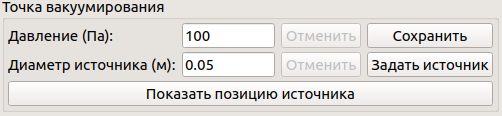 Точка вакуумирования
Давление (Па): 100 Отменить Сохранить
Диаметр источника (м): 0.05 Отменить Задать источник
Показать позицию источника